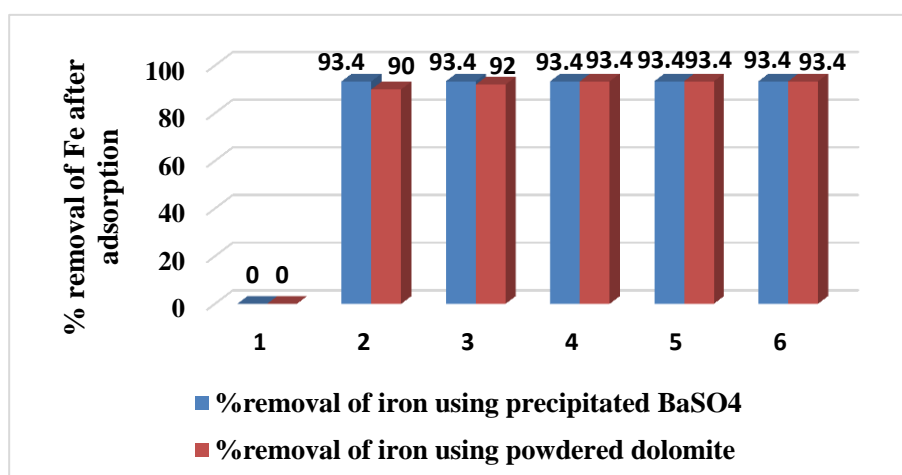 % removal of Fe after
adsorption
100
80
60
40
20
0
0 0
93.4 90
93.4 92
93.4 93.4
93.4 93.4
93.4 93.4
1 2 3 4 5 6
%removal of iron using precipitated BaSO4
%removal of iron using powdered dolomite